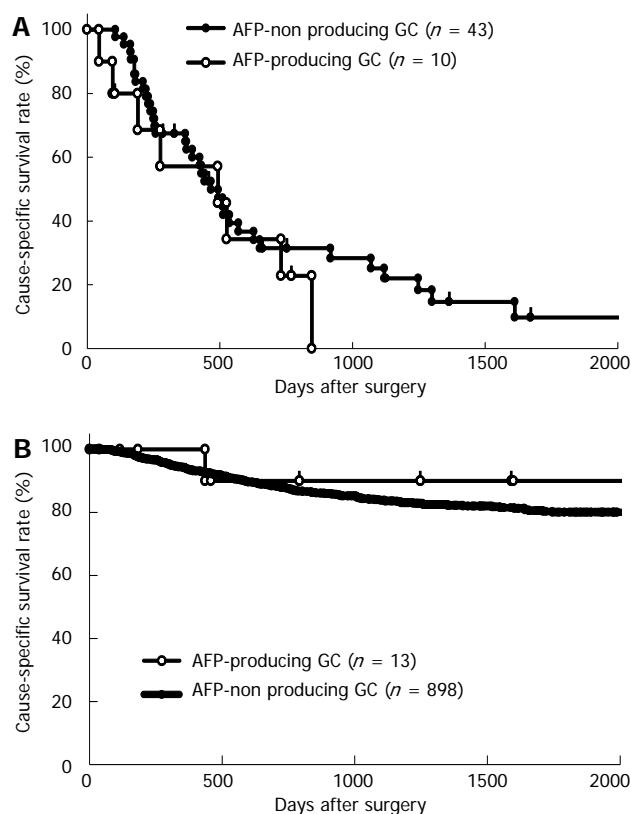 A
AFP-non producing GC (n = 43)
AFP-producing GC (n = 10)
Cause-specific survival rate (%)
100
80
60
40
20
0
0 500 1000 1500 2000
Days after surgery
B
Cause-specific survival rate (%)
100
80
60
40
20
0
AFP-producing GC (n = 13)
AFP-non producing GC (n = 898)
0 500 1000 1500 2000
Days after surgery